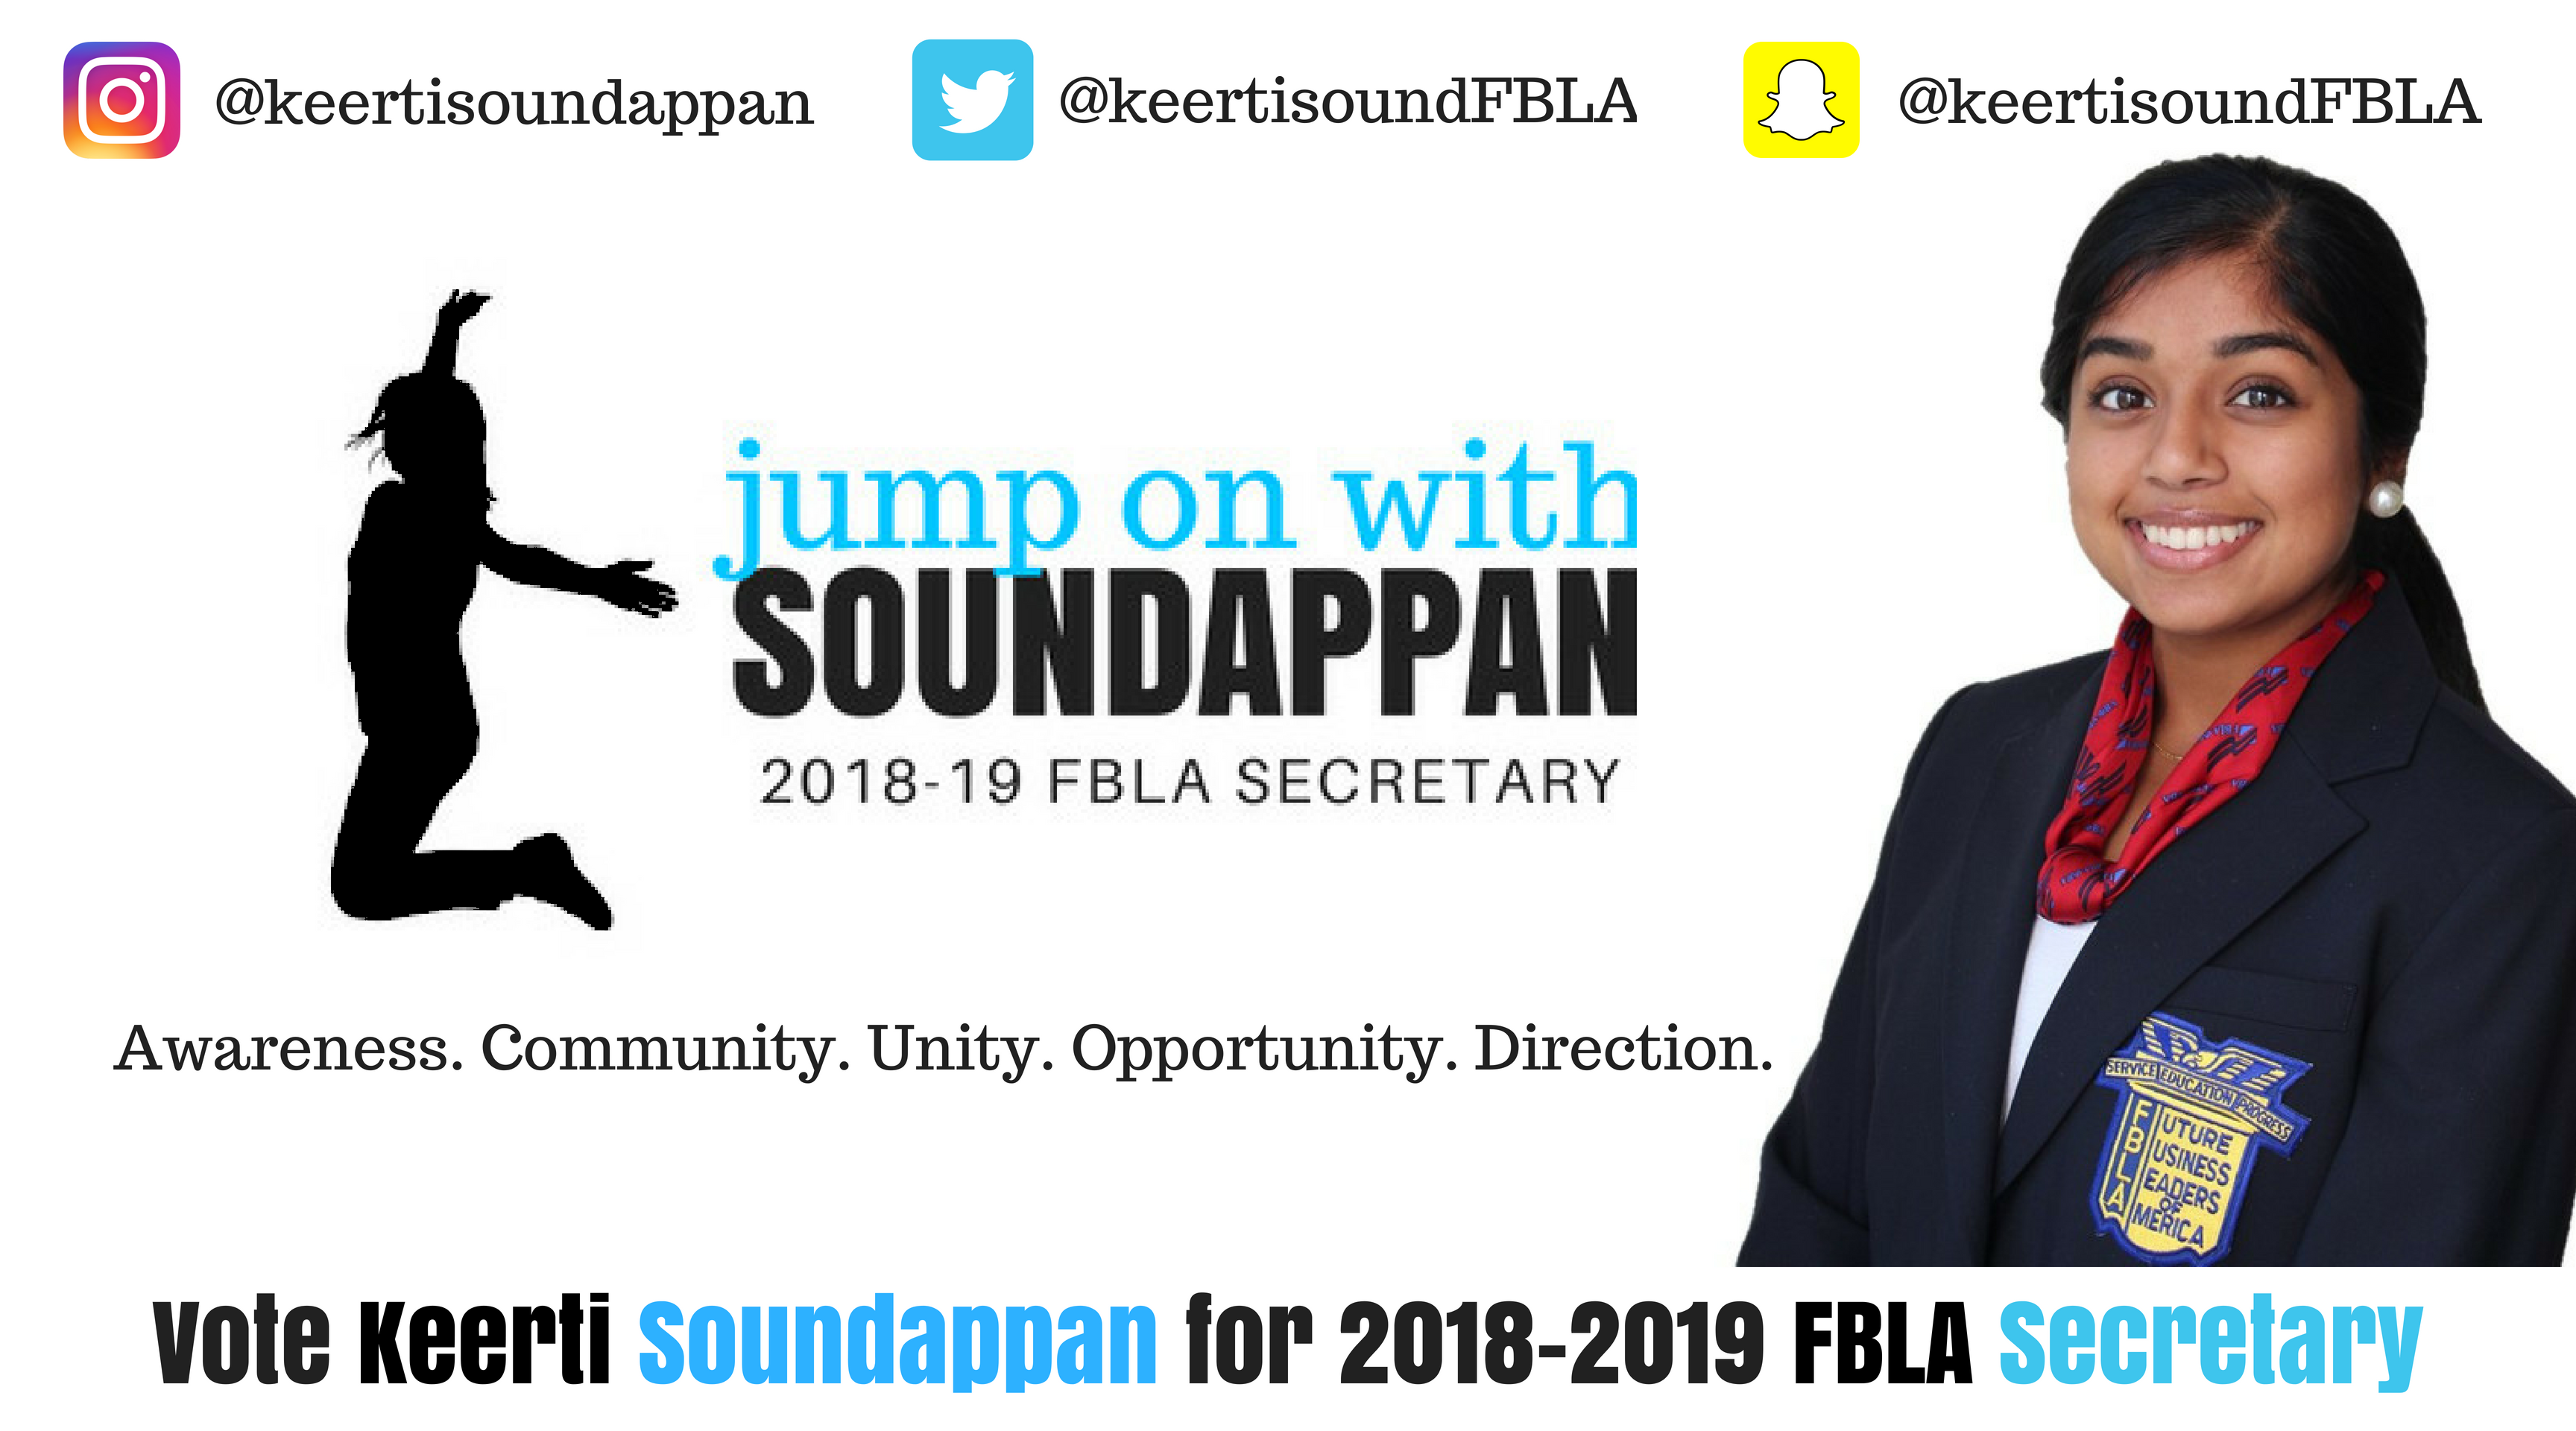 @keertisoundappan
@keertisoundFBLA
@keertisoundFBLA
jump on with
SOUNDAPPAN
2018-19 FBLA SECRETARY
Awareness. Community. Unity. Opportunity. Direction.
SERVICE EDUCATION PROGRESS
FUTURE
BUSINESS
LEADERS
OF
AMERICA
Vote Keerti Soundappan for 2018-2019 FBLA Secretary